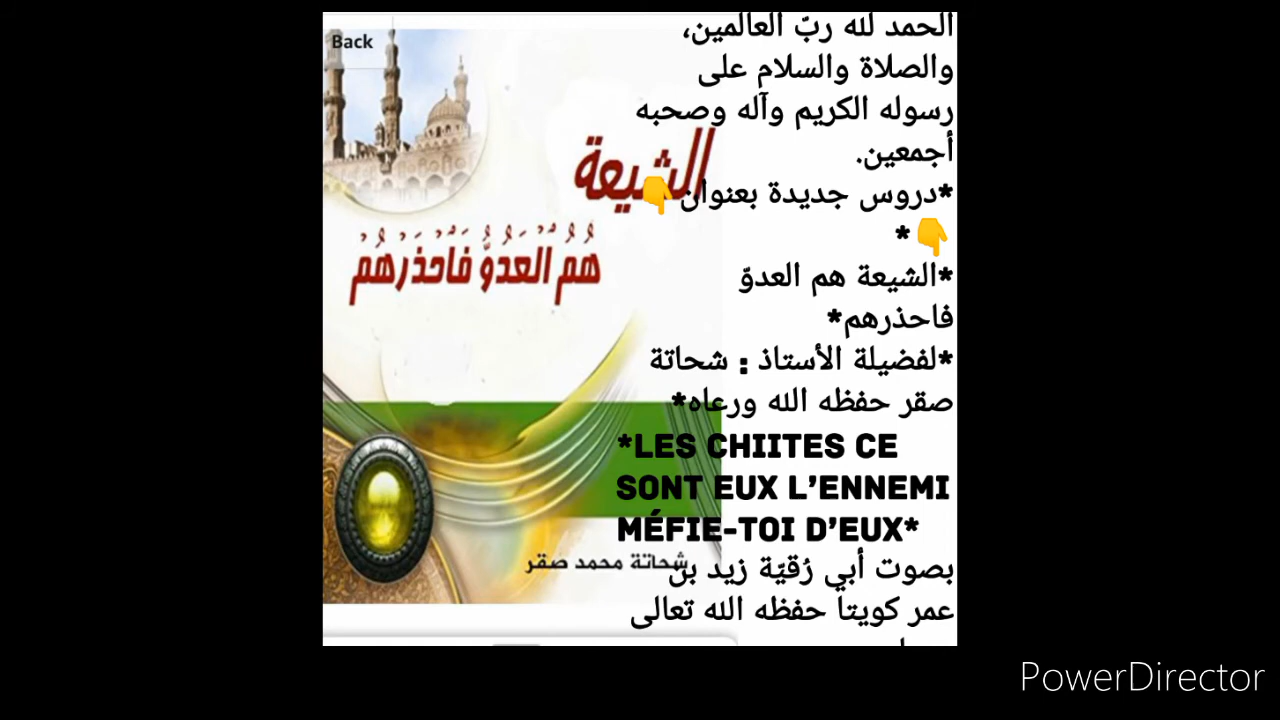 Back
الشيعة
هُمُ العَدوُّ فَاحْذَرْهُمْ
شحاتة محمد صقر
الحمد لله ربّ العالمين،
والصلاة والسلام على
رسوله الكريم وآله وصحبه
أجمعين.
*دروس جديدة بعنوان👇
👇*
*الشيعة هم العدوّ
فاحذرهم*
*لفضيلة الأستاذ : شحاتة
صقر حفظه الله ورعاه*
*LES CHIITES CE
SONT EUX L’ENNEMI
MÉFIE-TOI D’EUX*
بصوت أبي رُقيّة زيد بن
عمر كويتا حفظه الله تعالى
PowerDirector